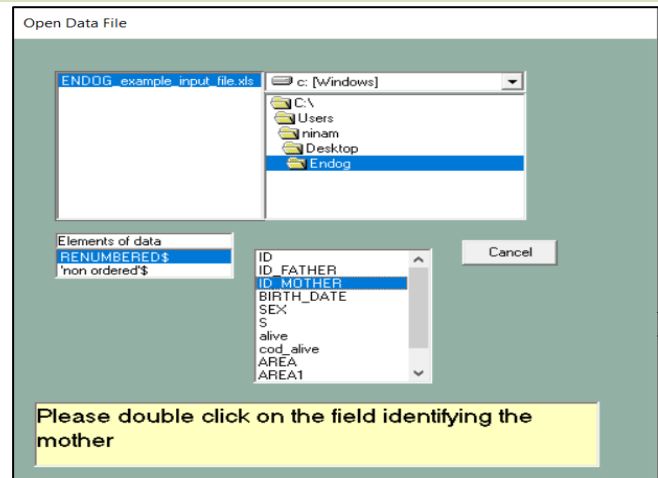 Open Data File
ENDOG_example_input_file.xls
c: [Windows]
C:\
Users
ninam
Desktop
Endog
Elements of data
RENUMBERED$
'non ordered'$
ID
ID_FATHER
ID_MOTHER
BIRTH_DATE
SEX
S
alive
cod_alive
AREA
AREA1
Cancel
Please double click on the field identifying the
mother